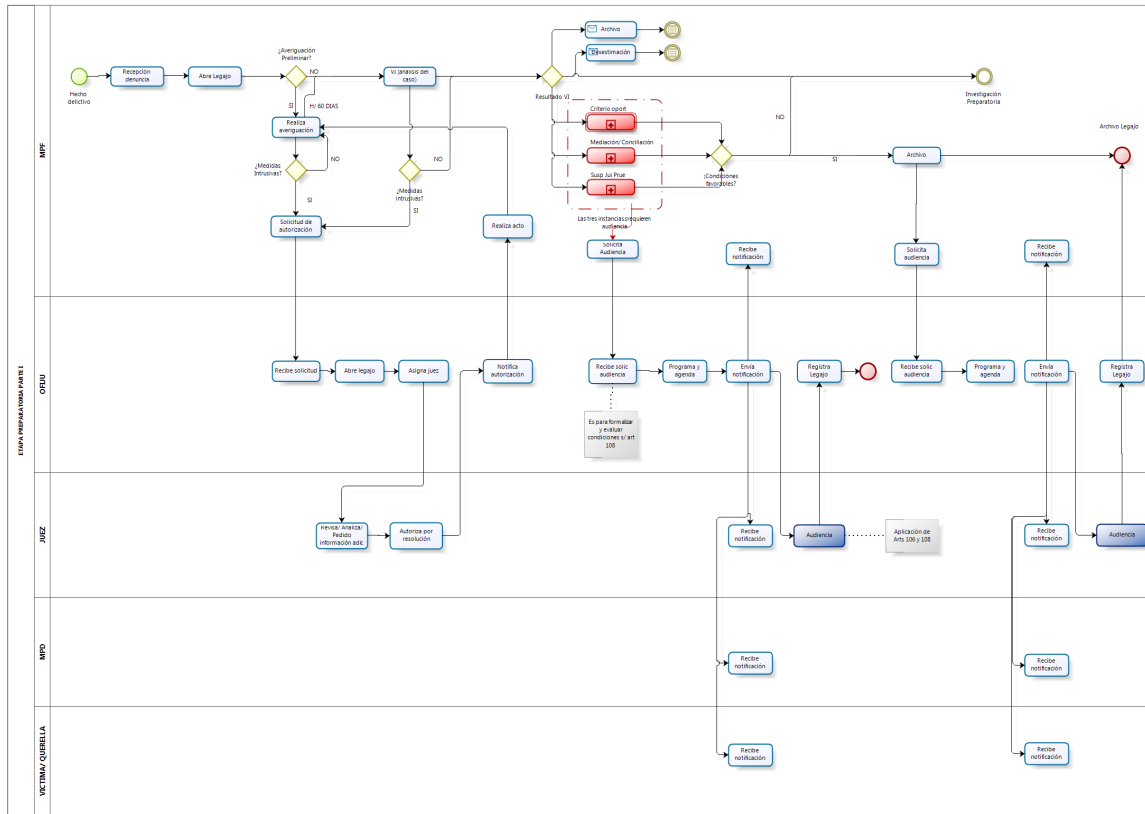 ETAPA PREPARATORIA PARTE I
MPF
Hecho
delictivo
Recepción
denuncia
Abre Legajo
¿Averiguación
Preliminar?
NO
SI
H/ 60 DIAS
Realiza
averiguación
¿Medidas
Intrusivas?
NO
SI
Solicitud de
autorización
VI (análisis del
caso)
NO
¿Medidas
intrusivas?
SI
Realiza acto
Resultado VI
Archivo
Desestimación
Criterio oport
Mediación/ Conciliación
Susp Jui Prue
Las tres instancias requieren
audiencia
Solicita
Audiencia
¿Condiciones
favorables?
NO
SI
Recibe
notificación
Investigación
Preparatoria
Archivo
Solicita
audiencia
Recibe
notificación
Archivo Legajo
OFIJU
Recibe solicitud
Abre legajo
Asigna juez
Notifica
autorización
Recibe solic
audiencia
Es para formalizar
y evaluar
condiciones s/ art
108
Programa y
agenda
Envía
notificación
Registra
Legajo
Recibe solic
audiencia
Programa y
agenda
Envía
notificación
Registra
Legajo
JUEZ
Revisa/ Analiza/
Pedido
información adic
Autoriza por
resolución
Recibe
notificación
Audiencia
Aplicación de
Arts 106 y 108
Recibe
notificación
Audiencia
MPD
Recibe
notificación
Recibe
notificación
VICTIMA/ QUERELLA
Recibe
notificación
Recibe
notificación